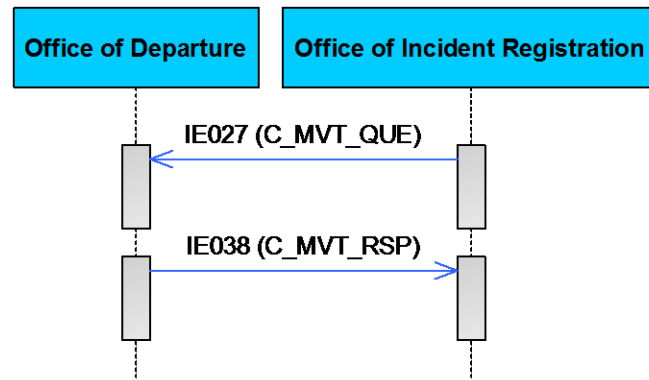 Office of Departure
Office of Incident Registration
IE027 (C_MVT_QUE)
IE038 (C_MVT_RSP)